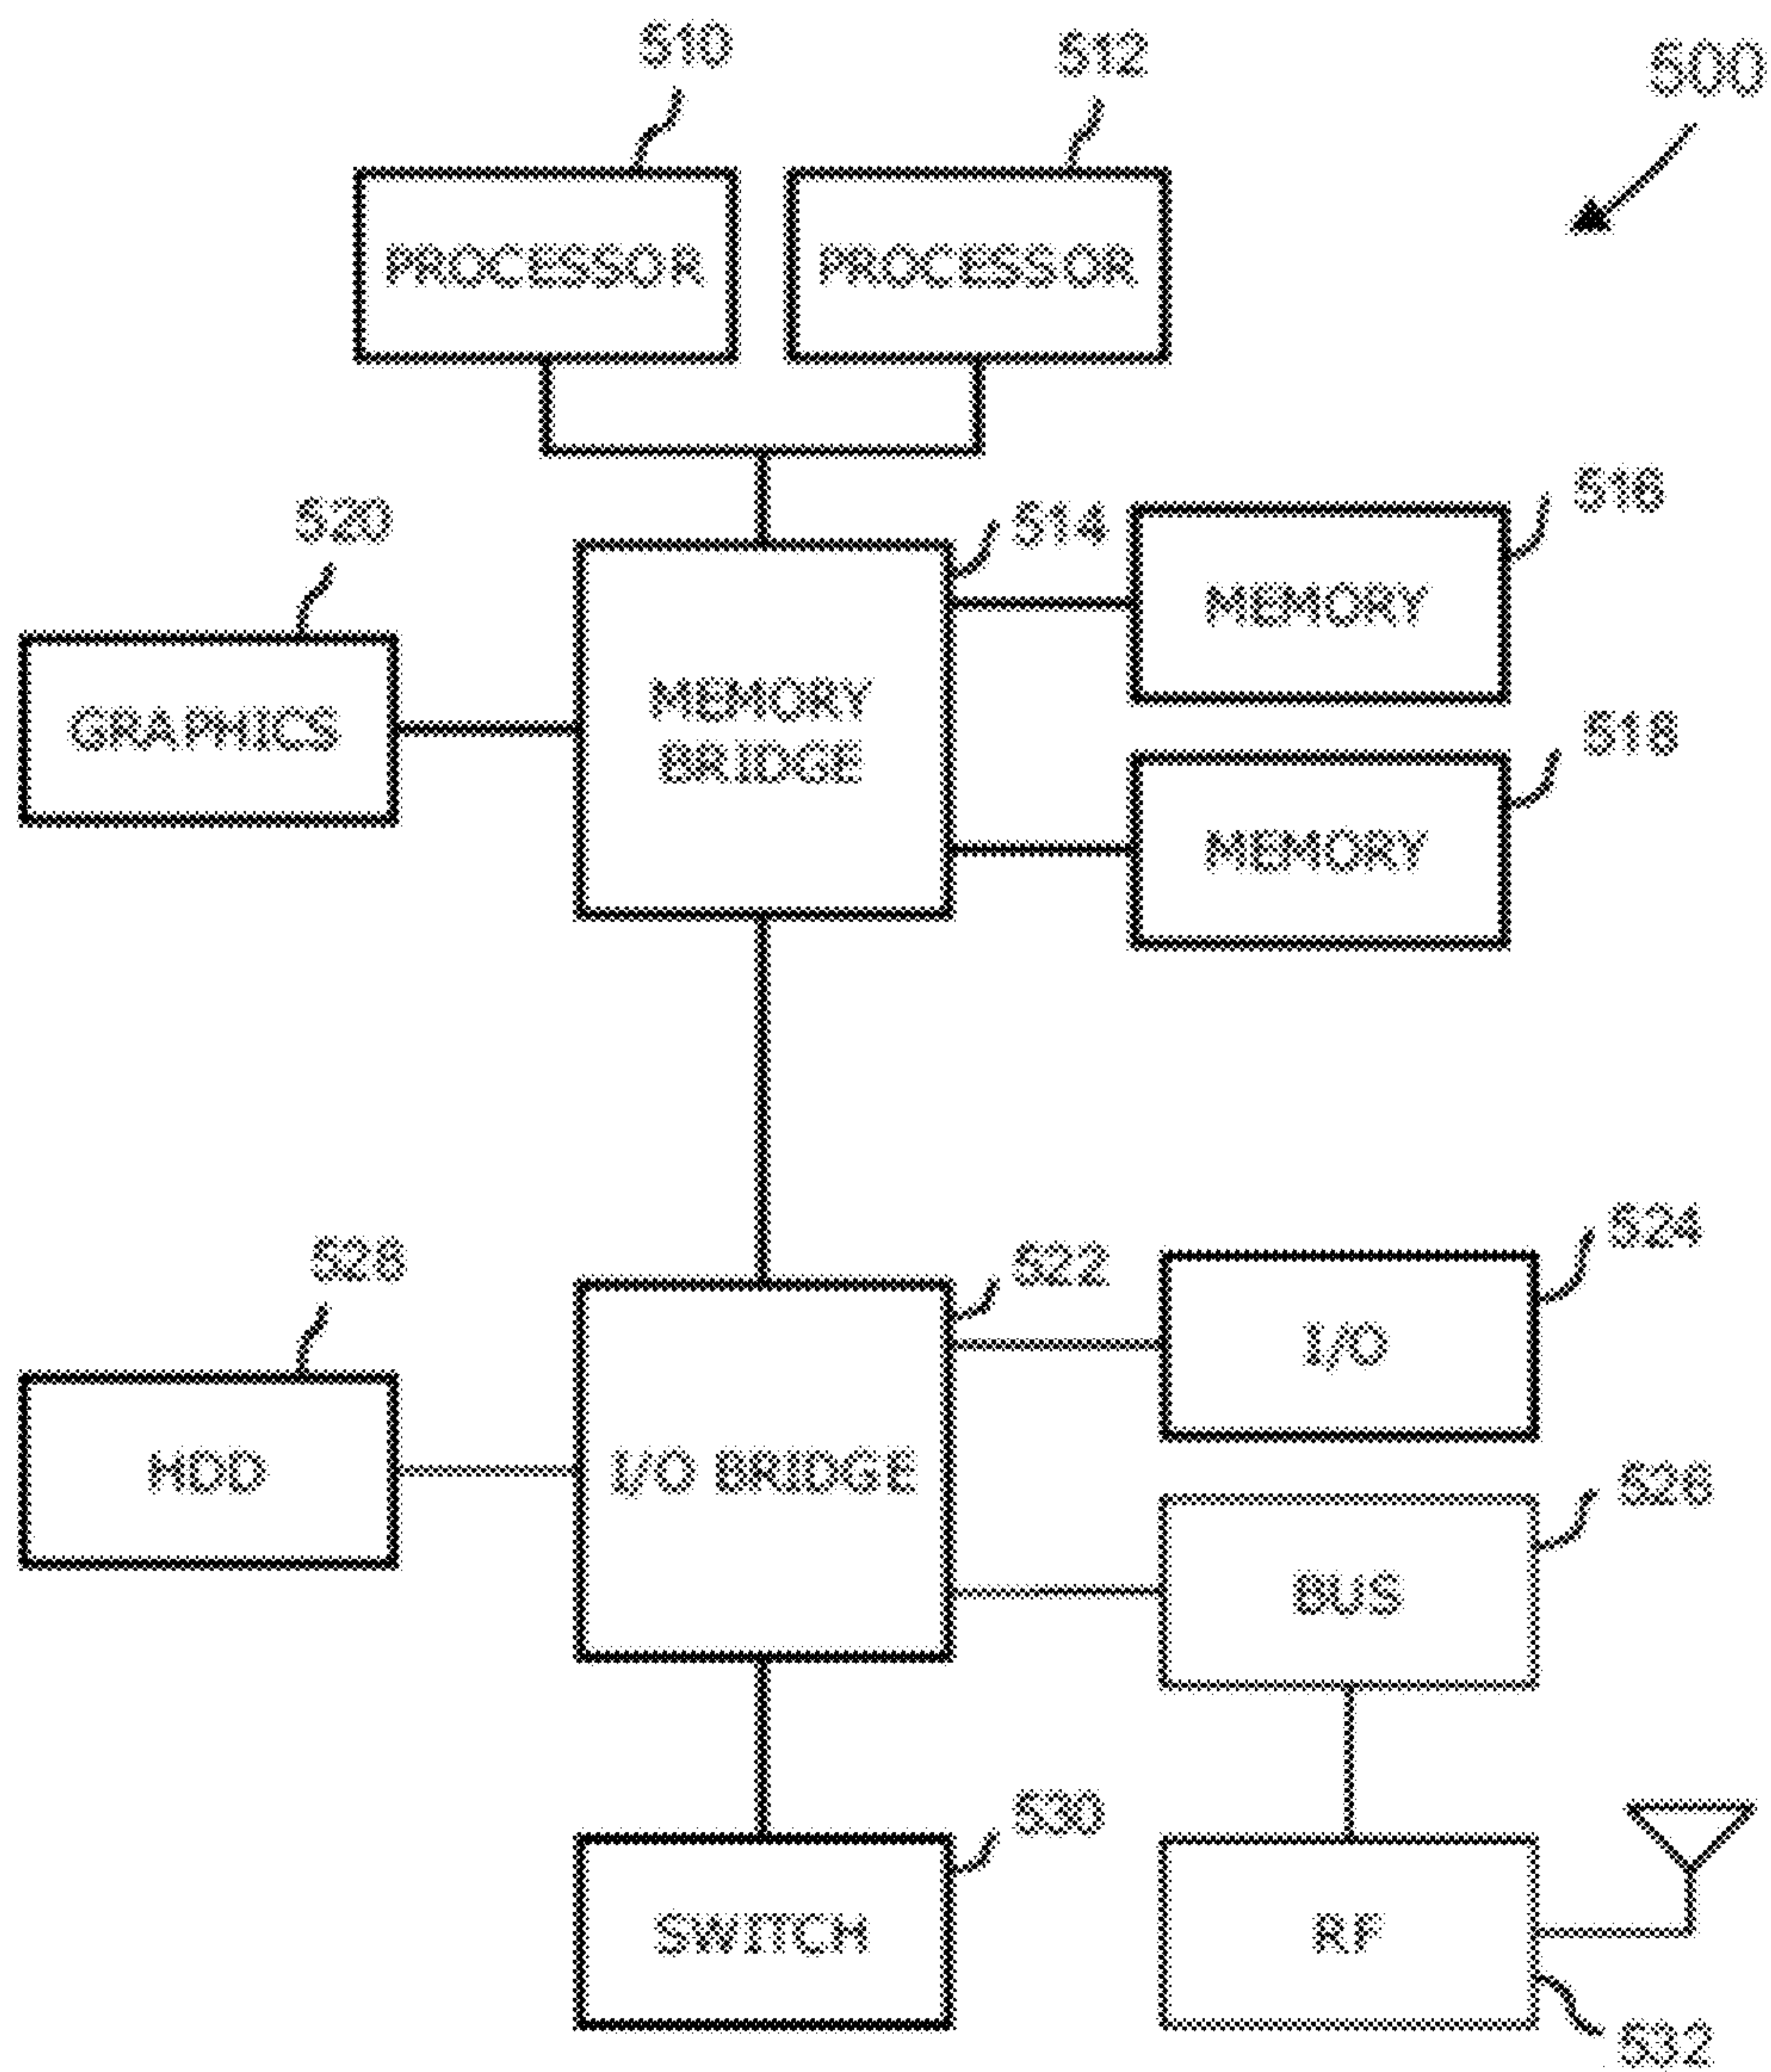 510
512
500
PROCESSOR
PROCESSOR
520
514
516
MEMORY
GRAPHICS
MEMORY
BRIDGE
518
MEMORY
528
522
524
I/O
HDD
I/O BRIDGE
526
BUS
530
SWITCH
RF
532